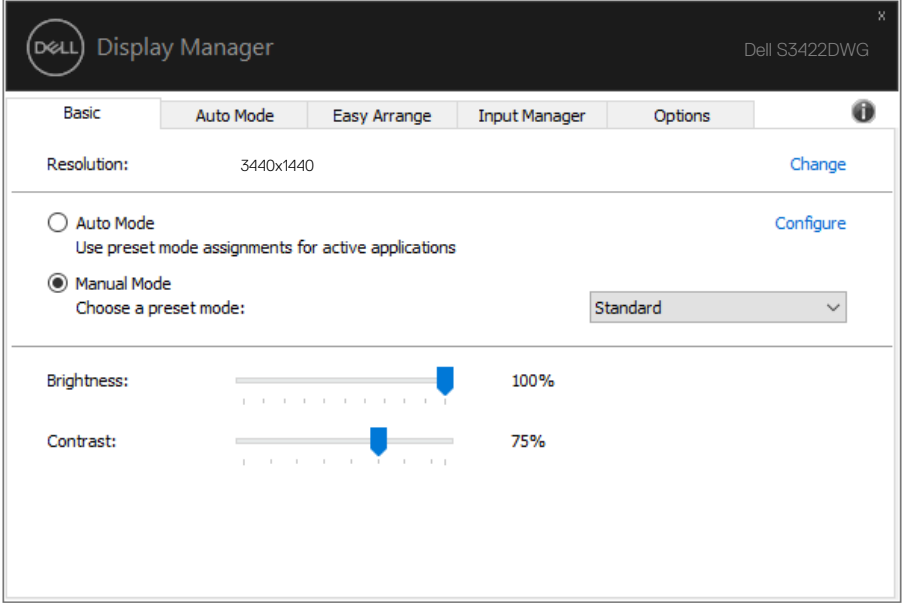 x
DELL Display Manager
Dell S3422DWG
Basic Auto Mode Easy Arrange Input Manager Options i
Resolution: 3440x1440 Change
Auto Mode Configure
Use preset mode assignments for active applications
Manual Mode
Choose a preset mode: Standard
Brightness: 100%
Contrast: 75%